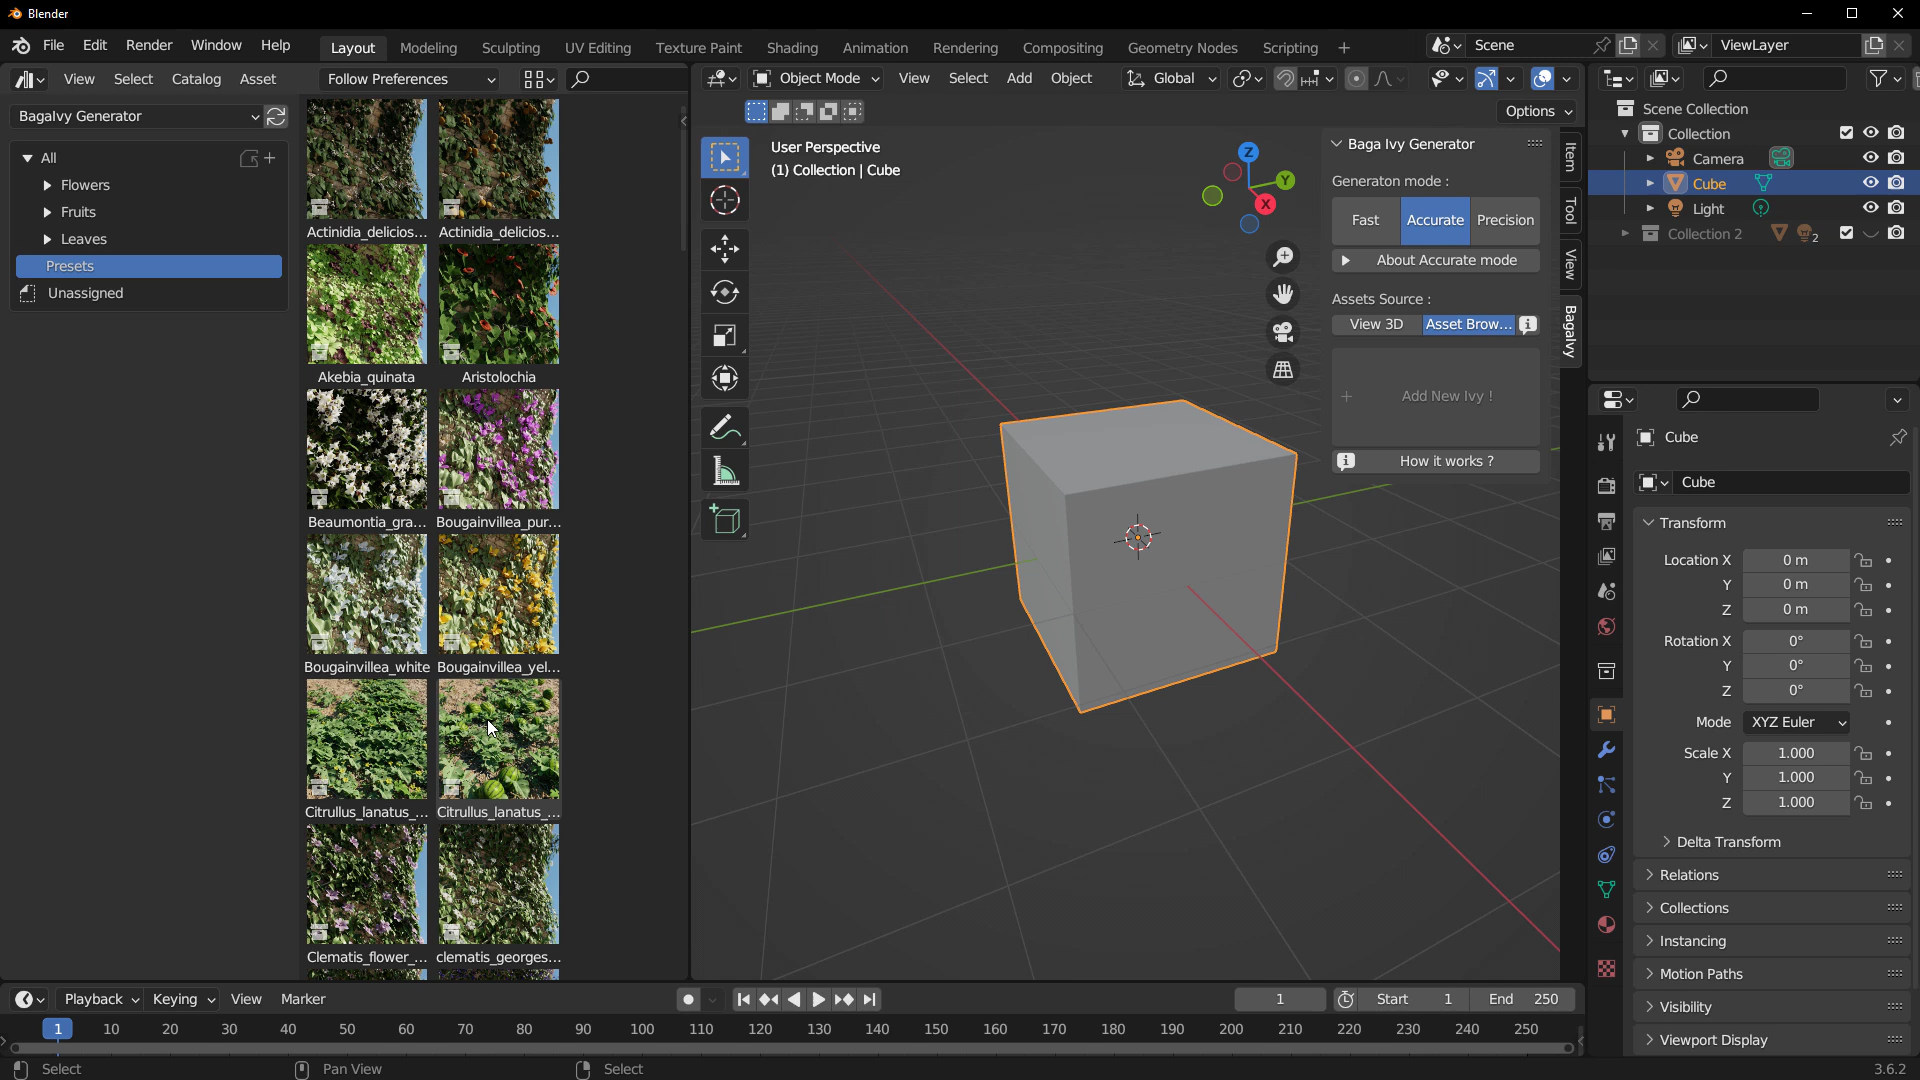 Blender
File Edit Render Window Help
Layout Modeling Sculpting UV Editing Texture Paint Shading Animation Rendering Compositing Geometry Nodes Scripting +
Scene
ViewLayer
View Select Catalog Asset Follow Preferences
Object Mode View Select Add Object Global
Options
BagaIvy Generator
All
Flowers
Fruits
Leaves
Presets
Unassigned
Actinidia_delicios... Actinidia_delicios...
Akebia_quinata Aristolochia
Beaumontia_gra... Bougainvillea_pur...
Bougainvillea_white Bougainvillea_yel...
Citrullus_lanatus_... Citrullus_lanatus_...
Clematis_flower_... clematis_georges...
User Perspective
(1) Collection | Cube
Z
Y
X
Baga Ivy Generator
Generaton mode :
Fast Accurate Precision
About Accurate mode
Assets Source :
View 3D Asset Brow...
+ Add New Ivy !
How it works ?
Item
Tool
View
BagaIvy
Scene Collection
Collection
Camera
Cube
Light
Collection 2 2
Cube
Cube
Transform
Location X 0 m
Y 0 m
Z 0 m
Rotation X 0°
Y 0°
Z 0°
Mode XYZ Euler
Scale X 1.000
Y 1.000
Z 1.000
Delta Transform
Relations
Collections
Instancing
Motion Paths
Visibility
Viewport Display
Playback Keying View Marker
1 Start 1 End 250
1 10 20 30 40 50 60 70 80 90 100 110 120 130 140 150 160 170 180 190 200 210 220 230 240 250
Select Pan View Select 3.6.2